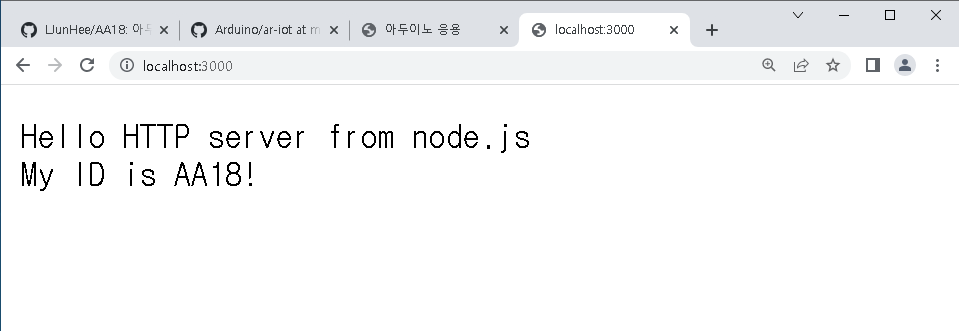 LJunHee/AA18: 아두
Arduino/ar-iot at m
아두이노 응용
localhost:3000
localhost:3000
Hello HTTP server from node.js
My ID is AA18!